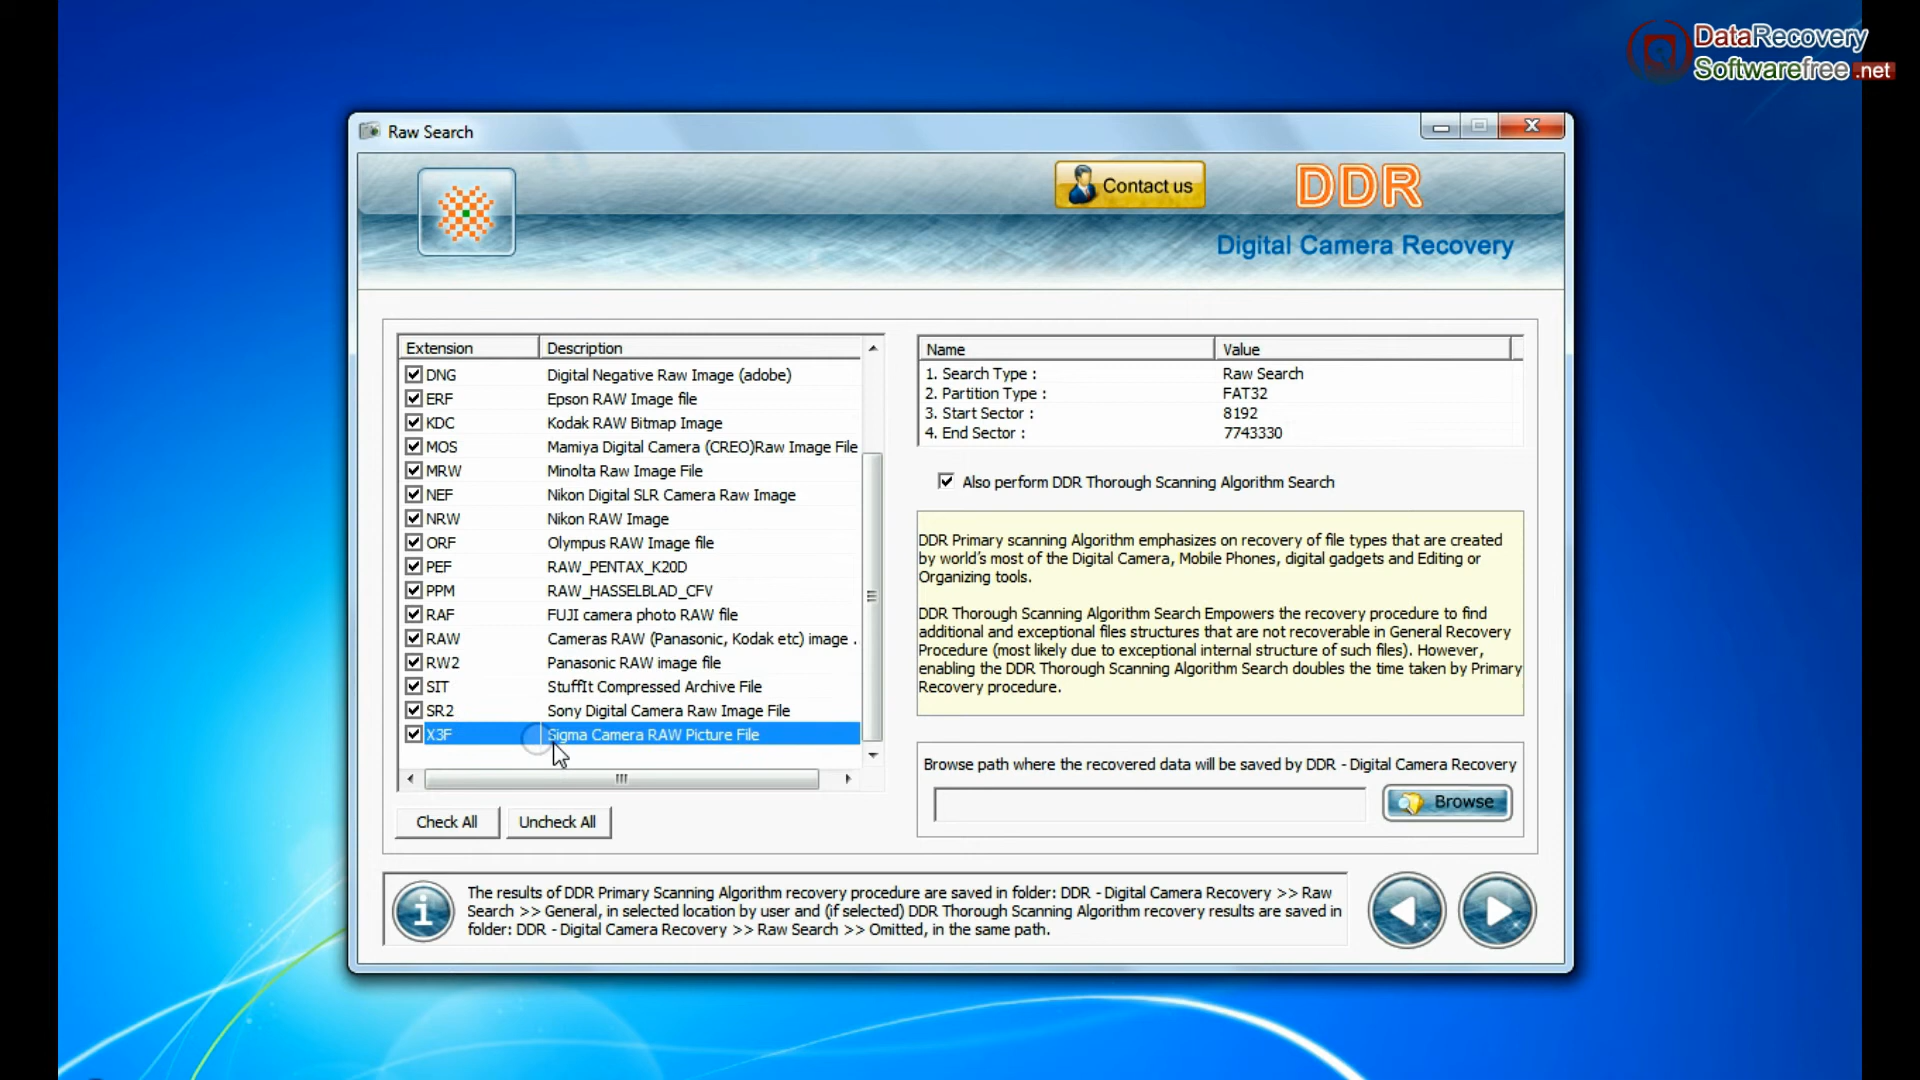 DataRecovery
Softwarefree.net
Raw Search
Contact us
DDR
Digital Camera Recovery
Extension Description
DNG Digital Negative Raw Image (adobe)
ERF Epson RAW Image file
KDC Kodak RAW Bitmap Image
MOS Mamiya Digital Camera (CREO)Raw Image File
MRW Minolta Raw Image File
NEF Nikon Digital SLR Camera Raw Image
NRW Nikon RAW Image
ORF Olympus RAW Image file
PEF RAW_PENTAX_K20D
PPM RAW_HASSELBLAD_CFV
RAF FUJI camera photo RAW file
RAW Cameras RAW (Panasonic, Kodak etc) image .
RW2 Panasonic RAW image file
SIT StuffIt Compressed Archive File
SR2 Sony Digital Camera Raw Image File
X3F Sigma Camera RAW Picture File
Check All Uncheck All
Name Value
1. Search Type : Raw Search
2. Partition Type : FAT32
3. Start Sector : 8192
4. End Sector : 7743330
Also perform DDR Thorough Scanning Algorithm Search
DDR Primary scanning Algorithm emphasizes on recovery of file types that are created
by world's most of the Digital Camera, Mobile Phones, digital gadgets and Editing or
Organizing tools.
DDR Thorough Scanning Algorithm Search Empowers the recovery procedure to find
additional and exceptional files structures that are not recoverable in General Recovery
Procedure (most likely due to exceptional internal structure of such files). However,
enabling the DDR Thorough Scanning Algorithm Search doubles the time taken by Primary
Recovery procedure.
Browse path where the recovered data will be saved by DDR - Digital Camera Recovery
Browse
The results of DDR Primary Scanning Algorithm recovery procedure are saved in folder: DDR - Digital Camera Recovery >> Raw
Search >> General, in selected location by user and (if selected) DDR Thorough Scanning Algorithm recovery results are saved in
folder: DDR - Digital Camera Recovery >> Raw Search >> Omitted, in the same path.